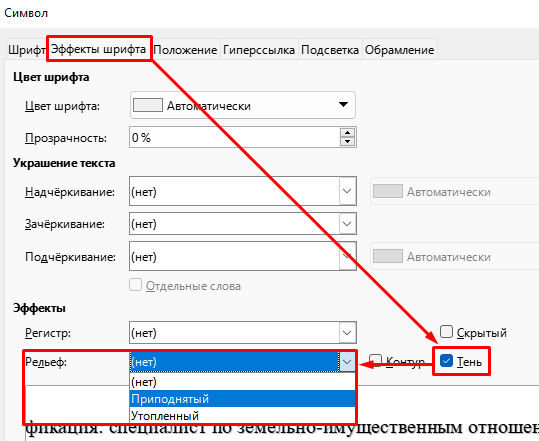 Символ
Шрифт Эффекты шрифта Положение Гиперссылка Подсветка Обрамление
Цвет шрифта
Цвет шрифта: Автоматически
Прозрачность: 0 %
Украшение текста
Надчёркивание: (нет) Автоматически
Зачёркивание: (нет)
Подчёркивание: (нет) Автоматически
Отдельные слова
Эффекты
Регистр: (нет) Скрытый
Рельеф: (нет) Контур Тень
(нет)
Приподнятый
Утопленный
фикация: специалист по земельно-имущественным отношен